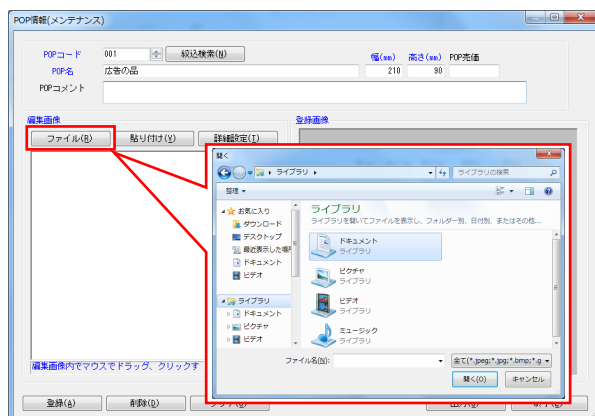 POP情報(メンテナンス)
POPコード 001 絞込検索(N) 幅(mm) 高さ(mm) POP売価
POP名 広告の品 210 90
POPコメント
編集画像 登録画像
ファイル(R) 貼り付け(Y) 詳細設定(I)
開く
ライブラリ ライブラリの検索
整理
お気に入り
ダウンロード
デスクトップ
最近表示した場所
ドキュメント
ビデオ
ライブラリ
ドキュメント
ピクチャ
ビデオ
ライブラリ
ライブラリを開いてファイルを表示し、フォルダー別、日付別、またはその他...
ドキュメント
ライブラリ
ピクチャ
ライブラリ
ビデオ
ライブラリ
ミュージック
ライブラリ
ファイル名(N): 全て(*.jpeg;*.jpg;*.bmp;*.g
開く(O) キャンセル
編集画像内でマウスでドラッグ、クリックす
登録(A) 削除(D)